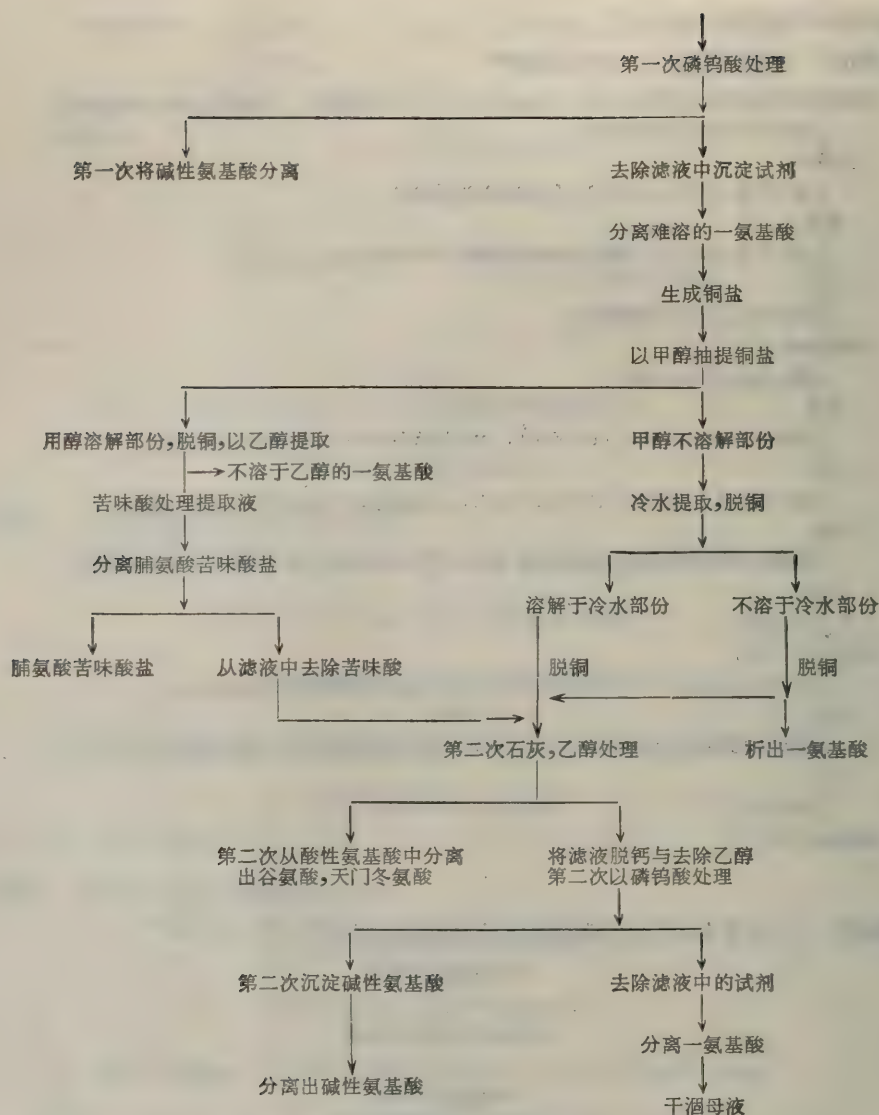 第一次磷钨酸处理
第一次将碱性氨基酸分离
去除滤液中沉淀试剂
分离难溶的一氨基酸
生成铜盐
以甲醇抽提铜盐
用醇溶解部份,脱铜,以乙醇提取
甲醇不溶解部份
不溶于乙醇的一氨基酸
苦味酸处理提取液
冷水提取,脱铜
分离脯氨酸苦味酸盐
溶解于冷水部份
不溶于冷水部份
脯氨酸苦味酸盐
从滤液中去除苦味酸
脱铜
脱铜
第二次石灰,乙醇处理
析出一氨基酸
第二次从酸性氨基酸中分离
出谷氨酸,天门冬氨酸
将滤液脱钙与去除乙醇
第二次以磷钨酸处理
第二次沉淀碱性氨基酸
去除滤液中的试剂
分离一氨基酸
分离出碱性氨基酸
干涸母液